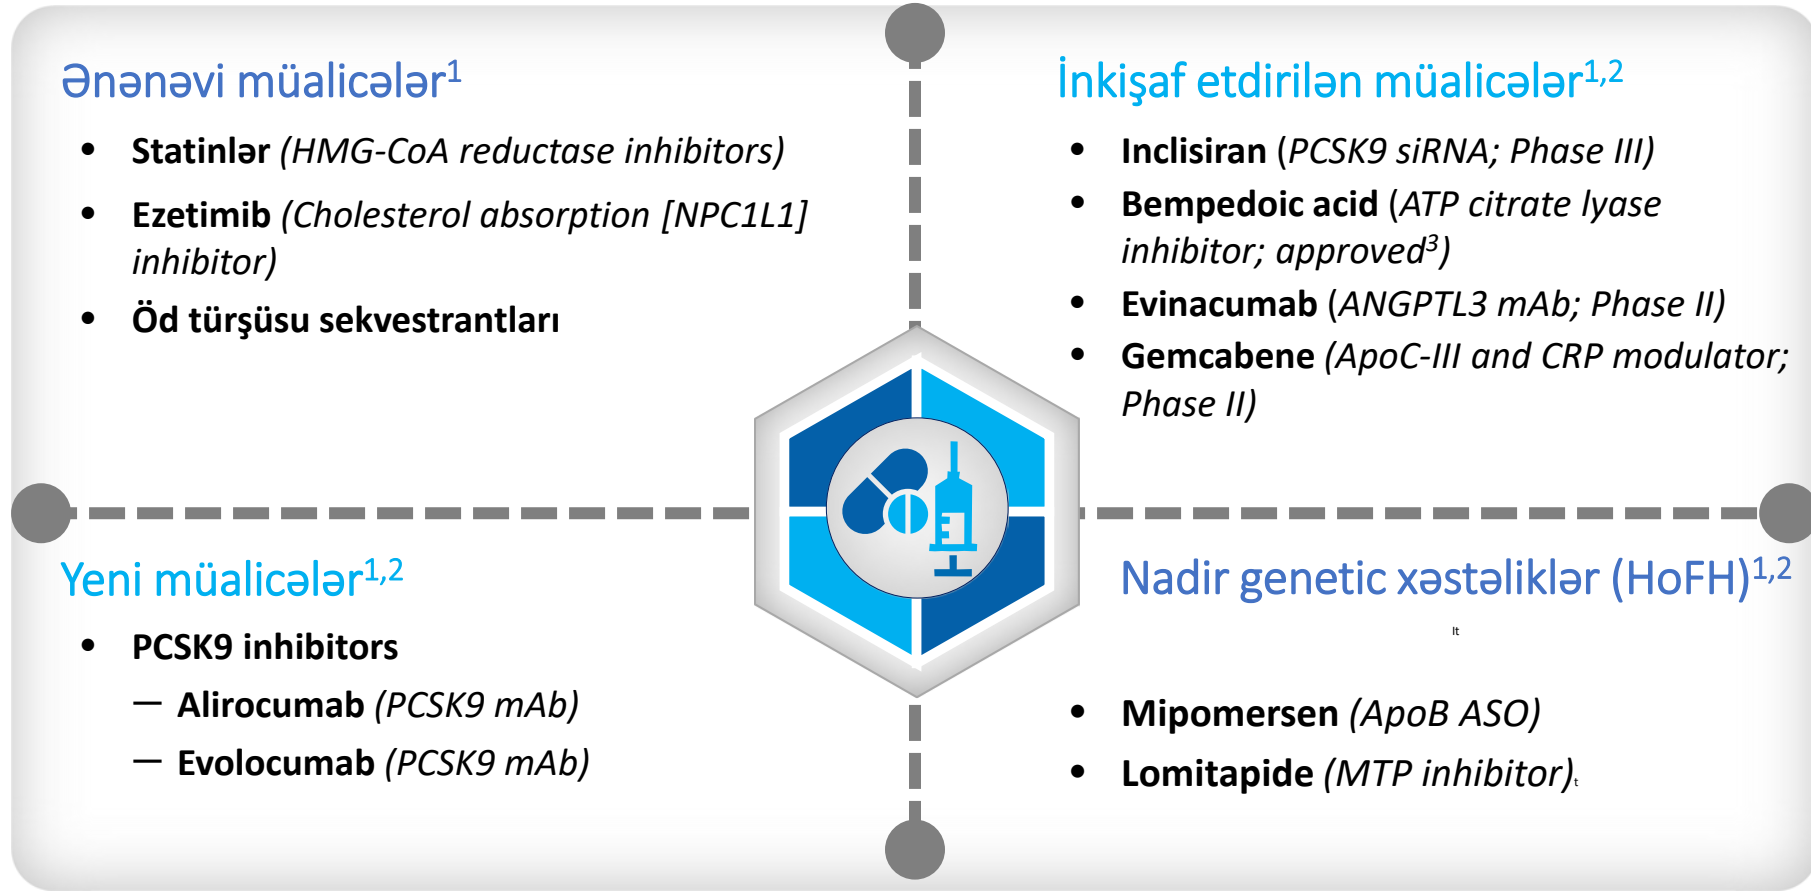 Ənənəvi müalicələr1
• Statinlər (HMG-CoA reductase inhibitors)
• Ezetimib (Cholesterol absorption [NPC1L1]
inhibitor)
• Öd türşüsu sekvestrantları
İnkişaf etdirilən müalicələr1,2
• Inclisiran (PCSK9 siRNA; Phase III)
• Bempedoic acid (ATP citrate lyase
inhibitor; approved3)
• Evinacumab (ANGPTL3 mAb; Phase II)
• Gemcabene (ApoC-III and CRP modulator;
Phase II)
Yeni müalicələr1,2
• PCSK9 inhibitors
— Alirocumab (PCSK9 mAb)
— Evolocumab (PCSK9 mAb)
Nadir genetic xəstəliklər (HoFH)1,2
lt
• Mipomersen (ApoB ASO)
• Lomitapide (MTP inhibitor)t